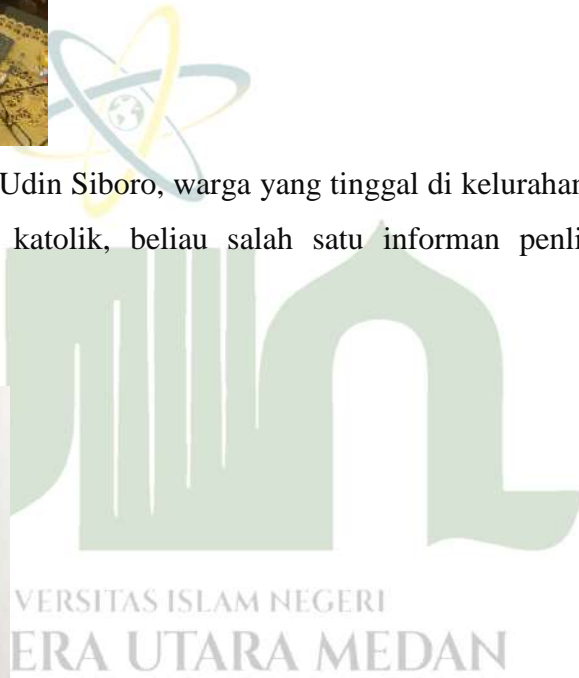 Udin Siboro, warga yang tinggal di kelurahan
katolik, beliau salah satu informan penli
VERSITAS ISLAM NEGERI
ERA UTARA MEDAN